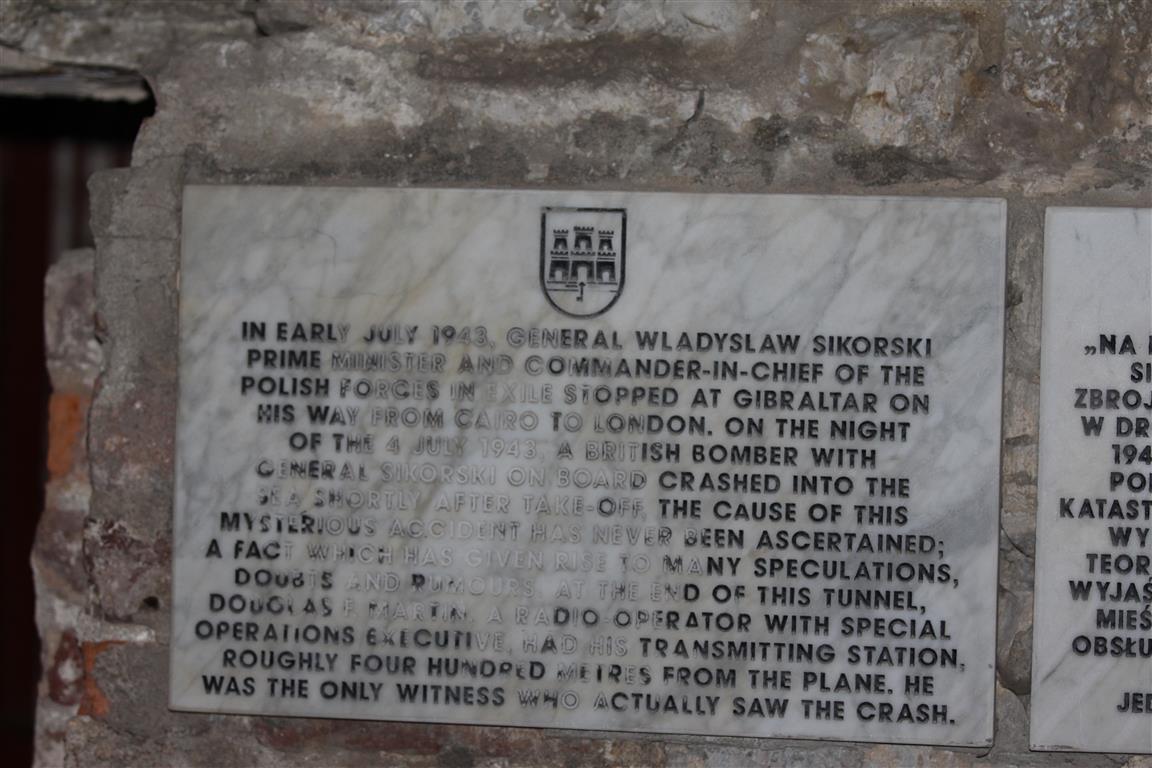 IN EARLY JULY 1943, GENERAL WLADYSLAW SIKORSKI
PRIME MINISTER AND COMMANDER-IN-CHIEF OF THE
POLISH FORCES IN EXILE STOPPED AT GIBRALTAR ON
HIS WAY FROM CAIRO TO LONDON. ON THE NIGHT
OF THE 4 JULY 1943, A BRITISH BOMBER WITH
GENERAL SIKORSKI ON BOARD CRASHED INTO THE
SEA SHORTLY AFTER TAKE-OFF. THE CAUSE OF THIS
MYSTERIOUS ACCIDENT HAS NEVER BEEN ASCERTAINED;
A FACT WHICH HAS GIVEN RISE TO MANY SPECULATIONS,
DOUBTS AND RUMOURS. AT THE END OF THIS TUNNEL,
DOUGLAS F. MARTIN, A RADIO-OPERATOR WITH SPECIAL
OPERATIONS EXECUTIVE, HAD HIS TRANSMITTING STATION,
ROUGHLY FOUR HUNDRED METRES FROM THE PLANE. HE
WAS THE ONLY WITNESS WHO ACTUALLY SAW THE CRASH.
„NA
SI
ZBROJ
W DR
194
POL
KATAST
WY
TEOR
WYJAŚ
MIEŚ
OBSŁU
JED